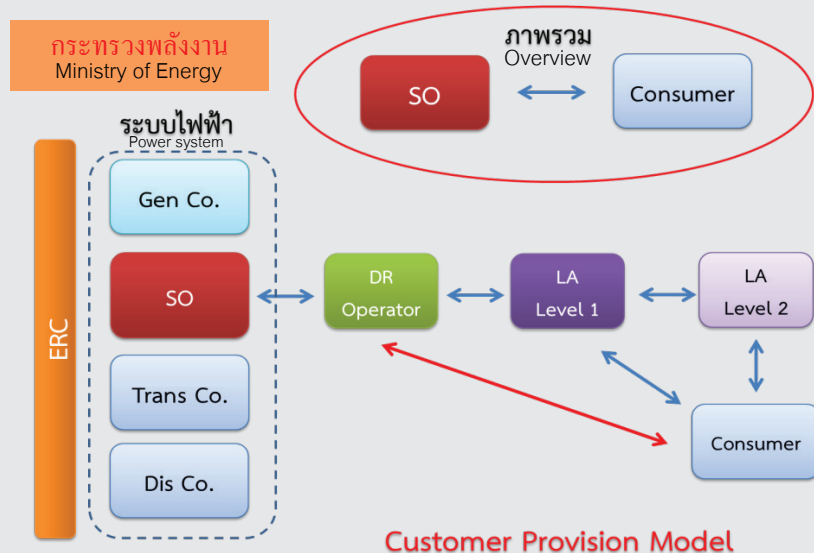 กระทรวงพลังงาน
Ministry of Energy
ภาพรวม
Overview
SO
Consumer
ระบบไฟฟ้า
Power system
ERC
Gen Co.
SO
Trans Co.
Dis Co.
DR
Operator
LA
Level 1
LA
Level 2
Consumer
Customer Provision Model